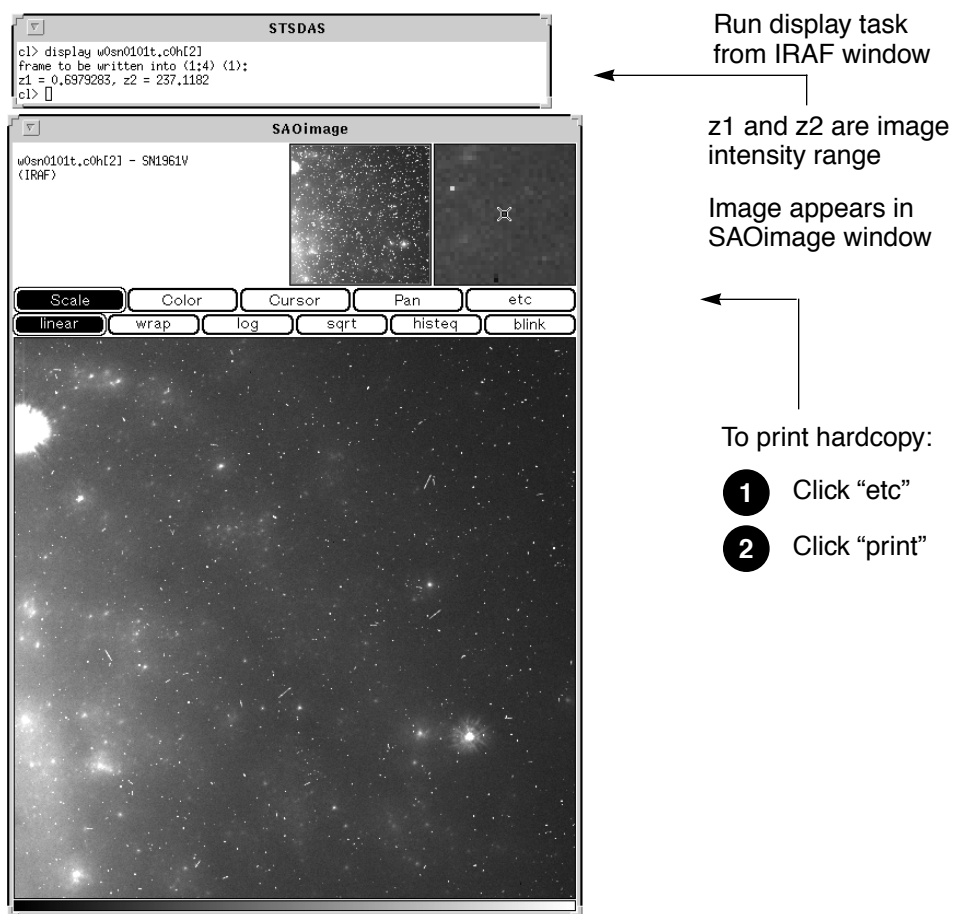 STSDAS
cl> display w0sn0101t.c0h[2]
frame to be written into (1:4) (1):
z1 = 0.6979283, z2 = 237.1182
cl>
SAOimage
w0sn0101t.c0h[2] - SN1961V
(IRAF)
Scale Color Cursor Pan etc
linear wrap log sqrt histeq blink
Run display task
from IRAF window
z1 and z2 are image
intensity range
Image appears in
SAOimage window
To print hardcopy:
1 Click “etc”
2 Click “print”